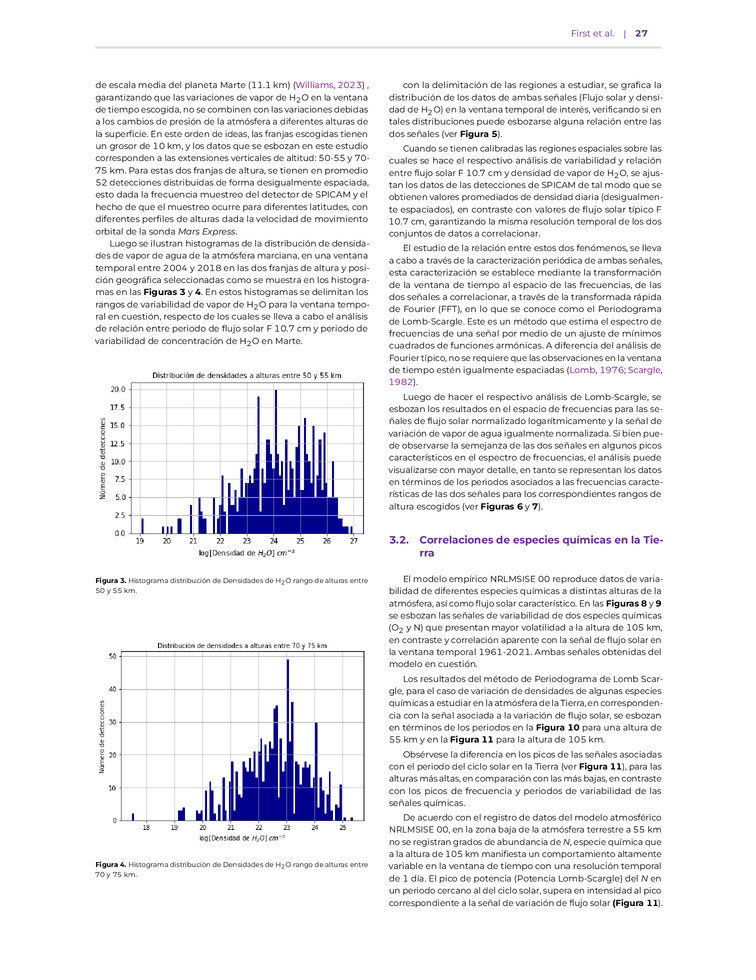 First et al. | 27
de escala media del planeta Marte (11.1 km) (Williams, 2023) ,
garantizando que las variaciones de vapor de H2O en la ventana
de tiempo escogida, no se combinen con las variaciones debidas
a los cambios de presión de la atmósfera a diferentes alturas de
la superficie. En este orden de ideas, las franjas escogidas tienen
un grosor de 10 km, y los datos que se esbozan en este estudio
corresponden a las extensiones verticales de altitud: 50-55 y 70-
75 km. Para estas dos franjas de altura, se tienen en promedio
52 detecciones distribuidas de forma desigualmente espaciada,
esto dada la frecuencia muestreo del detector de SPICAM y el
hecho de que el muestreo ocurre para diferentes latitudes, con
diferentes perfiles de alturas dada la velocidad de movimiento
orbital de la sonda Mars Express.
Luego se ilustran histogramas de la distribución de densida-
des de vapor de agua de la atmósfera marciana, en una ventana
temporal entre 2004 y 2018 en las dos franjas de altura y posi-
ción geográfica seleccionadas como se muestra en los histogra-
mas en las Figuras 3 y 4. En estos histogramas se delimitan los
rangos de variabilidad de vapor de H2O para la ventana tempo-
ral en cuestión, respecto de los cuales se lleva a cabo el análisis
de relación entre periodo de flujo solar F 10.7 cm y periodo de
variabilidad de concentración de H2O en Marte.
Distribución de densidades a alturas entre 50 y 55 km
Número de detecciones
20.0
17.5
15.0
12.5
10.0
7.5
5.0
2.5
0.0
19 20 21 22 23 24 25 26 27
log[Densidad de H2O] cm−3
Figura 3. Histograma distribución de Densidades de H2O rango de alturas entre
50 y 55 km.
Distribución de densidades a alturas entre 70 y 75 km
Número de detecciones
50
40
30
20
10
0
18 19 20 21 22 23 24 25
log[Densidad de H2O] cm−3
Figura 4. Histograma distribución de Densidades de H2O rango de alturas entre
70 y 75 km.
con la delimitación de las regiones a estudiar, se grafica la
distribución de los datos de ambas señales (Flujo solar y densi-
dad de H2O) en la ventana temporal de interés, verificando si en
tales distribuciones puede esbozarse alguna relación entre las
dos señales (ver Figura 5).
Cuando se tienen calibradas las regiones espaciales sobre las
cuales se hace el respectivo análisis de variabilidad y relación
entre flujo solar F 10.7 cm y densidad de vapor de H2O, se ajus-
tan los datos de las detecciones de SPICAM de tal modo que se
obtienen valores promediados de densidad diaria (desigualmen-
te espaciados), en contraste con valores de flujo solar típico F
10.7 cm, garantizando la misma resolución temporal de los dos
conjuntos de datos a correlacionar.
El estudio de la relación entre estos dos fenómenos, se lleva
a cabo a través de la caracterización periódica de ambas señales,
esta caracterización se establece mediante la transformación
de la ventana de tiempo al espacio de las frecuencias, de las
dos señales a correlacionar, a través de la transformada rápida
de Fourier (FFT), en lo que se conoce como el Periodograma
de Lomb-Scargle. Este es un método que estima el espectro de
frecuencias de una señal por medio de un ajuste de mínimos
cuadrados de funciones armónicas. A diferencia del análisis de
Fourier típico, no se requiere que las observaciones en la ventana
de tiempo estén igualmente espaciadas (Lomb, 1976; Scargle,
1982).
Luego de hacer el respectivo análisis de Lomb-Scargle, se
esbozan los resultados en el espacio de frecuencias para las se-
ñales de flujo solar normalizado logarítmicamente y la señal de
variación de vapor de agua igualmente normalizada. Si bien pue-
de observarse la semejanza de las dos señales en algunos picos
característicos en el espectro de frecuencias, el análisis puede
visualizarse con mayor detalle, en tanto se representan los datos
en términos de los periodos asociados a las frecuencias caracte-
rísticas de las dos señales para los correspondientes rangos de
altura escogidos (ver Figuras 6 y 7).
3.2. Correlaciones de especies químicas en la Tie-
rra
El modelo empírico NRLMSISE 00 reproduce datos de varia-
bilidad de diferentes especies químicas a distintas alturas de la
atmósfera, así como flujo solar característico. En las Figuras 8 y 9
se esbozan las señales de variabilidad de dos especies químicas
(O2 y N) que presentan mayor volatilidad a la altura de 105 km,
en contraste y correlación aparente con la señal de flujo solar en
la ventana temporal 1961-2021. Ambas señales obtenidas del
modelo en cuestión.
Los resultados del método de Periodograma de Lomb Scar-
gle, para el caso de variación de densidades de algunas especies
químicas a estudiar en la atmósfera de la Tierra, en corresponden-
cia con la señal asociada a la variación de flujo solar, se esbozan
en términos de los periodos en la Figura 10 para una altura de
55 km y en la Figura 11 para la altura de 105 km.
Obsérvese la diferencia en los picos de las señales asociadas
con el periodo del ciclo solar en la Tierra (ver Figura 11), para las
alturas más altas, en comparación con las más bajas, en contraste
con los picos de frecuencia y periodos de variabilidad de las
señales químicas.
De acuerdo con el registro de datos del modelo atmosférico
NRLMSISE 00, en la zona baja de la atmósfera terrestre a 55 km
no se registran grados de abundancia de N, especie química que
a la altura de 105 km manifiesta un comportamiento altamente
variable en la ventana de tiempo con una resolución temporal
de 1 día. El pico de potencia (Potencia Lomb-Scargle) del N en
un periodo cercano al del ciclo solar, supera en intensidad al pico
correspondiente a la señal de variación de flujo solar (Figura 11).